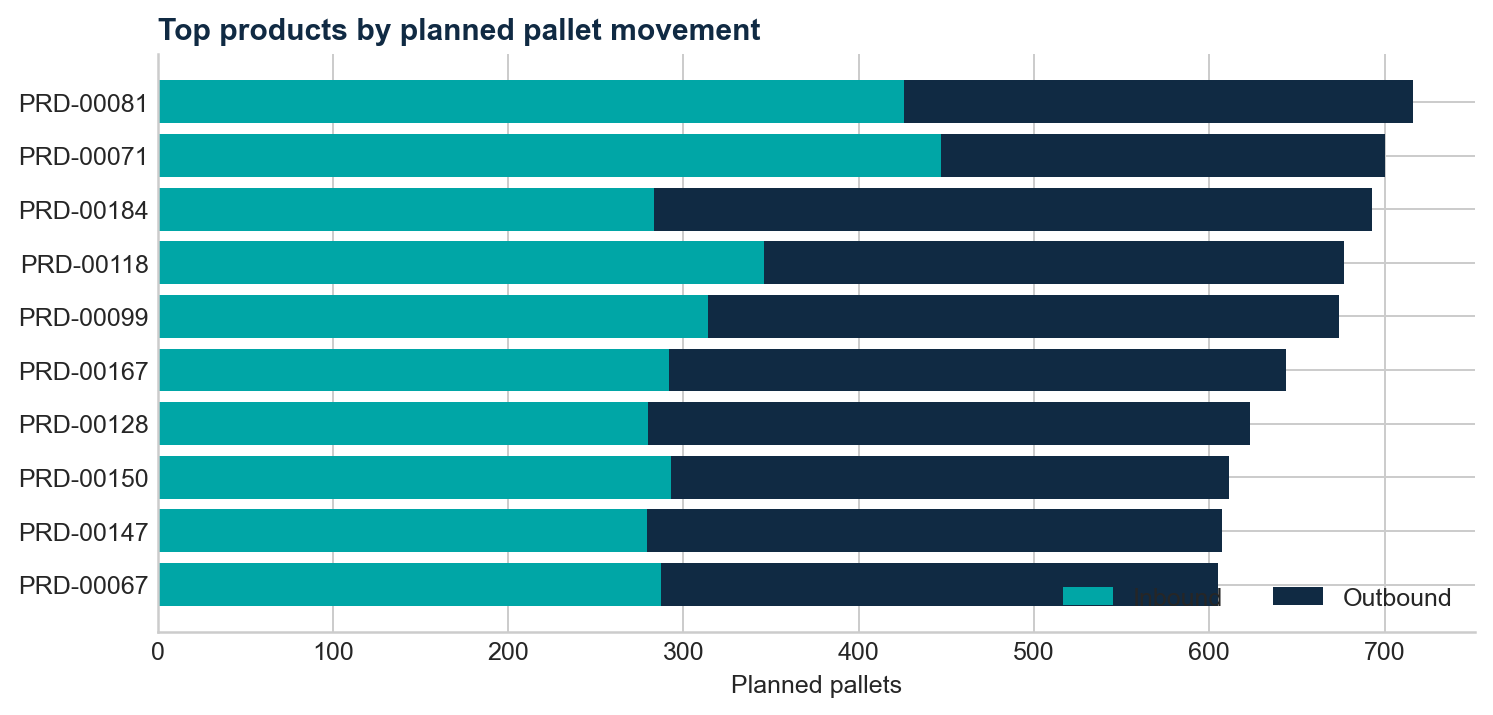 Top products by planned pallet movement
PRD-00081
PRD-00071
PRD-00184
PRD-00118
PRD-00099
PRD-00167
PRD-00128
PRD-00150
PRD-00147
PRD-00067
Inbound Outbound
0 100 200 300 400 500 600 700
Planned pallets